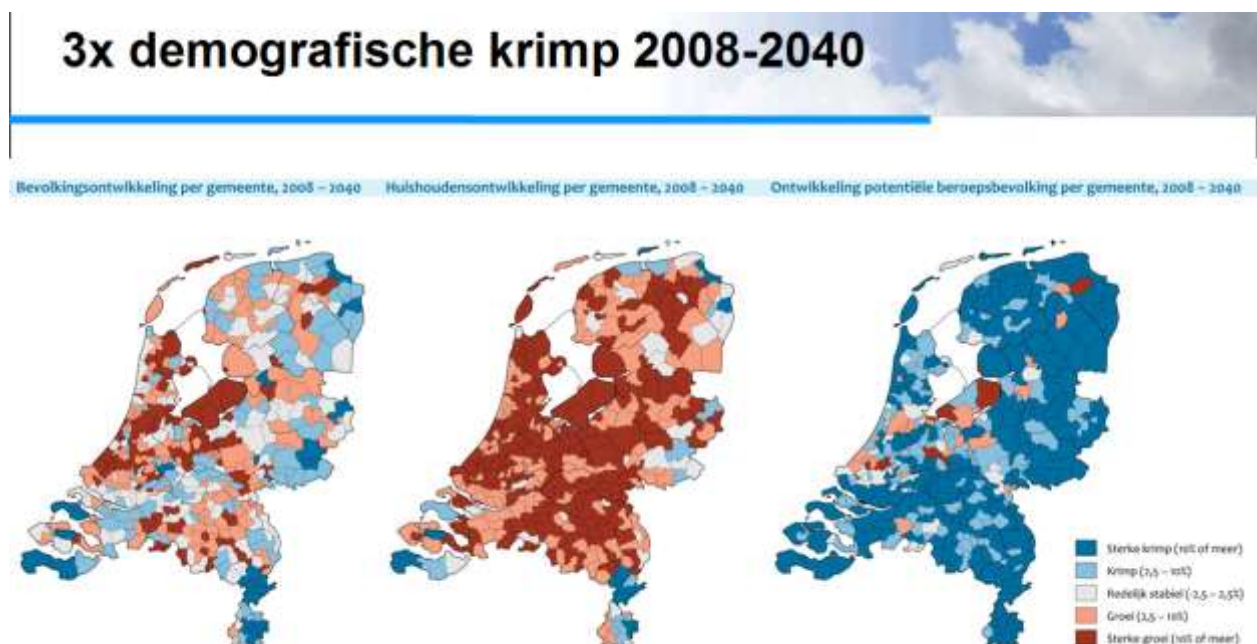 3x demografische krimp 2008-2040
Bevolkingsontwikkeling per gemeente, 2008 – 2040
Huishoudensontwikkeling per gemeente, 2008 – 2040
Ontwikkeling potentiële beroepsbevolking per gemeente, 2008 – 2040
Sterke krimp (10% of meer)
Krimp (2,5 – 10%)
Redelijk stabiel (-2,5 – 2,5%)
Groei (2,5 – 10%)
Sterke groei (10% of meer)